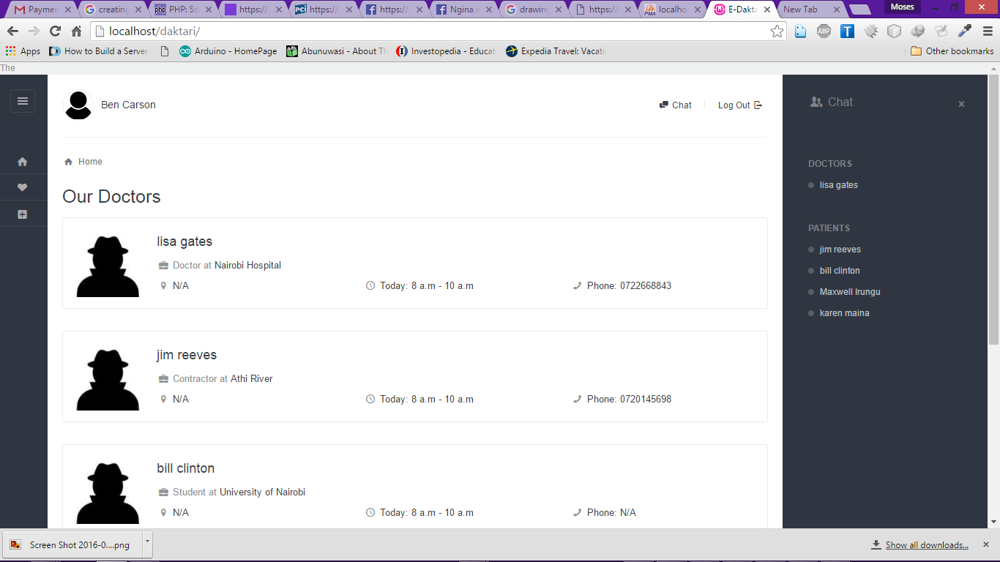 Paymen creating PHP: So https:// https:// https:// Ngina drawing https:// localho E-Dakta New Tab Moses
localhost/daktari/
Apps How to Build a Server Arduino - HomePage Abunuwasi - About Th Investopedia - Educat Expedia Travel: Vacati Other bookmarks
The
Ben Carson Chat Log Out
Chat
Home
Our Doctors
lisa gates
Doctor at Nairobi Hospital
N/A Today: 8 a.m - 10 a.m Phone: 0722668843
jim reeves
Contractor at Athi River
N/A Today: 8 a.m - 10 a.m Phone: 0720145698
bill clinton
Student at University of Nairobi
N/A Today: 8 a.m - 10 a.m Phone: N/A
DOCTORS
lisa gates
PATIENTS
jim reeves
bill clinton
Maxwell Irungu
karen maina
Screen Shot 2016-0....png Show all downloads...